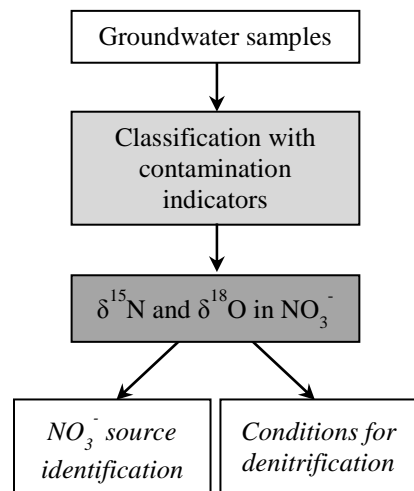 Groundwater samples
Classification with
contamination
indicators
δ¹⁵N and δ¹⁸O in NO₃⁻
NO₃⁻ source
identification
Conditions for
denitrification